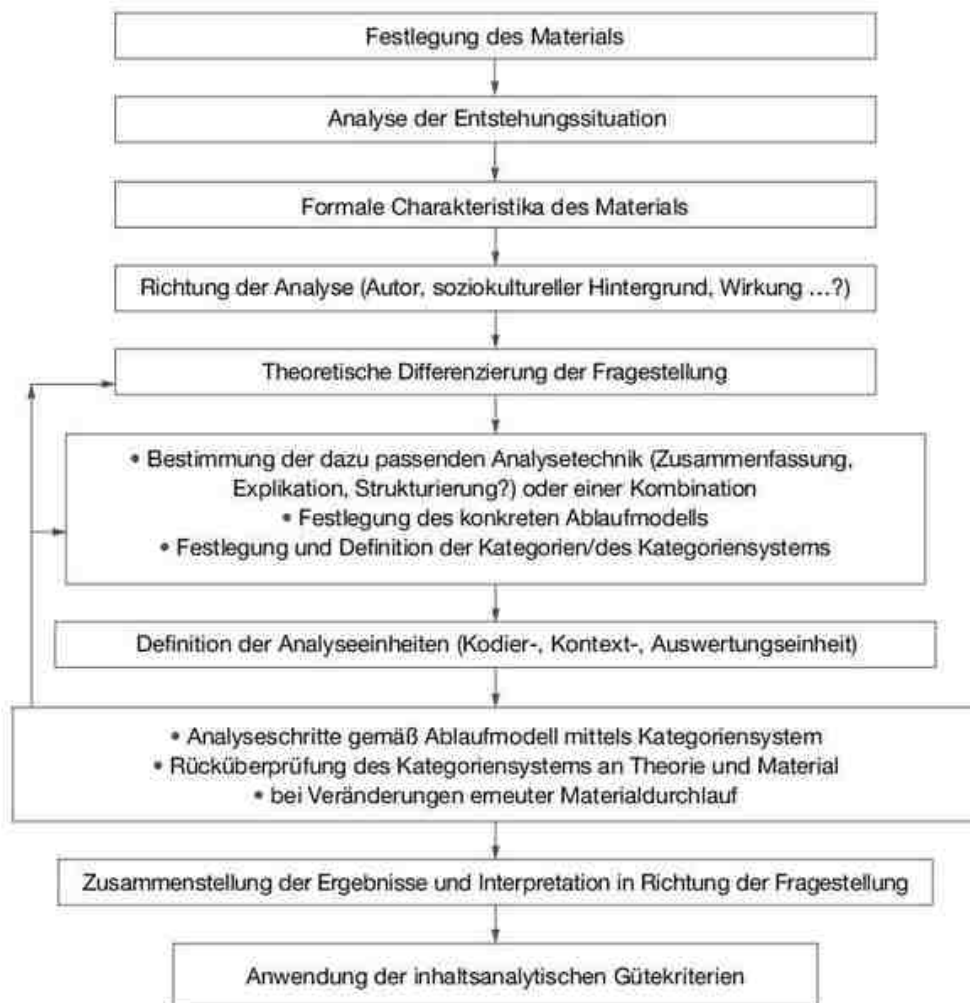 Festlegung des Materials
Analyse der Entstehungssituation
Formale Charakteristika des Materials
Richtung der Analyse (Autor, soziokultureller Hintergrund, Wirkung …?)
Theoretische Differenzierung der Fragestellung
• Bestimmung der dazu passenden Analysetechnik (Zusammenfassung,
Explikation, Strukturierung?) oder einer Kombination
• Festlegung des konkreten Ablaufmodells
• Festlegung und Definition der Kategorien/des Kategoriensystems
Definition der Analyseeinheiten (Kodier-, Kontext-, Auswertungseinheit)
• Analyseschritte gemäß Ablaufmodell mittels Kategoriensystem
• Rücküberprüfung des Kategoriensystems an Theorie und Material
• bei Veränderungen erneuter Materialdurchlauf
Zusammenstellung der Ergebnisse und Interpretation in Richtung der Fragestellung
Anwendung der inhaltsanalytischen Gütekriterien